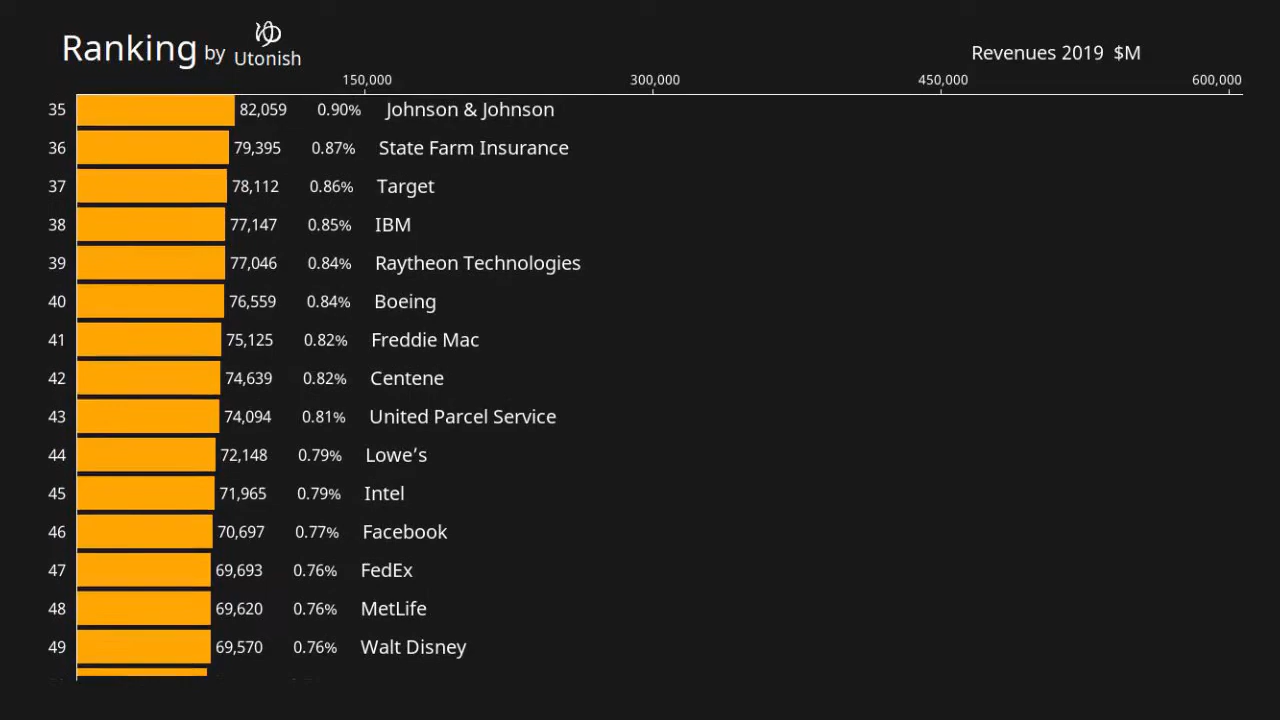 Ranking by Utonish
Revenues 2019 $M
150,000 300,000 450,000 600,000
35 82,059 0.90% Johnson & Johnson
36 79,395 0.87% State Farm Insurance
37 78,112 0.86% Target
38 77,147 0.85% IBM
39 77,046 0.84% Raytheon Technologies
40 76,559 0.84% Boeing
41 75,125 0.82% Freddie Mac
42 74,639 0.82% Centene
43 74,094 0.81% United Parcel Service
44 72,148 0.79% Lowe’s
45 71,965 0.79% Intel
46 70,697 0.77% Facebook
47 69,693 0.76% FedEx
48 69,620 0.76% MetLife
49 69,570 0.76% Walt Disney